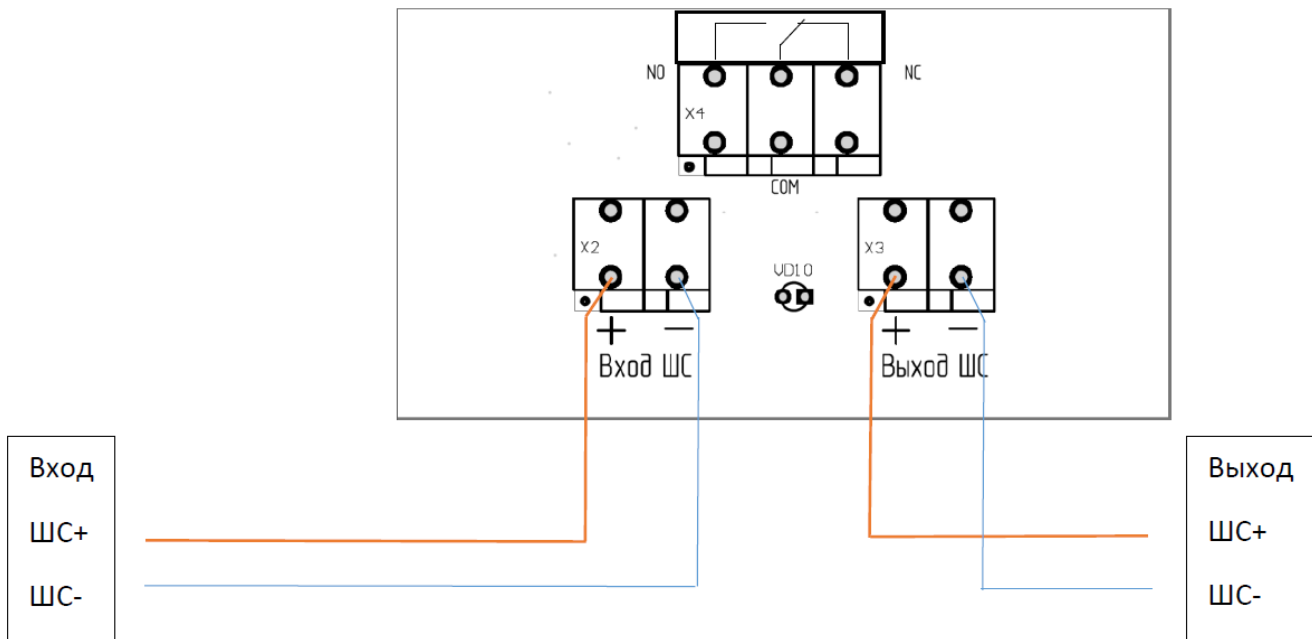 NO
NC
X4
COM
X2
X3
VD10
+ —
+ —
Вход ШС
Выход ШС
Вход
ШС+
ШС-
Выход
ШС+
ШС-